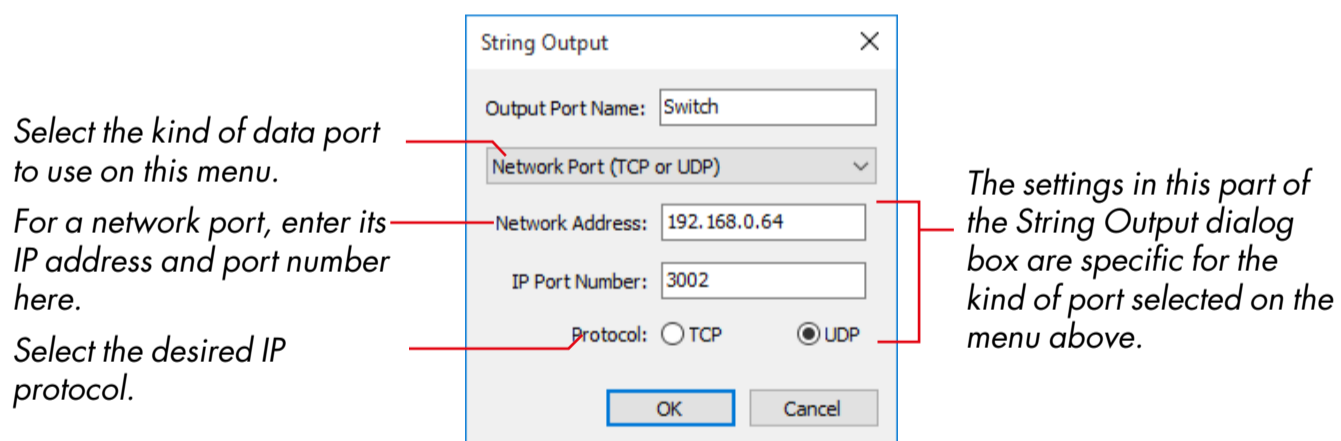 String Output
Output Port Name: Switch
Select the kind of data port
to use on this menu.
Network Port (TCP or UDP)
For a network port, enter its
IP address and port number
here.
Network Address: 192.168.0.64
IP Port Number: 3002
Select the desired IP
protocol.
Protocol: TCP UDP
The settings in this part of
the String Output dialog
box are specific for the
kind of port selected on the
menu above.
OK Cancel